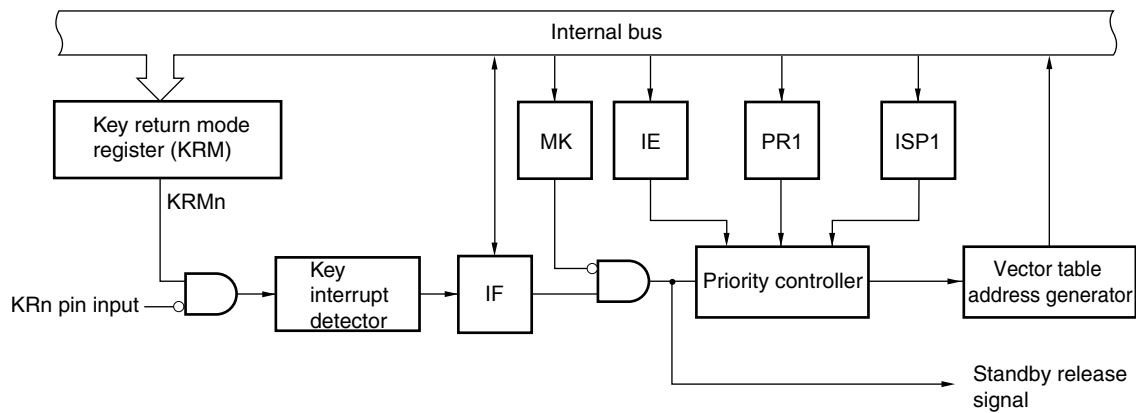 Internal bus
Key return mode
register (KRM)
MK
IE
PR1
ISP1
KRMn
KRn pin input
Key
interrupt
detector
IF
Priority controller
Vector table
address generator
Standby release
signal